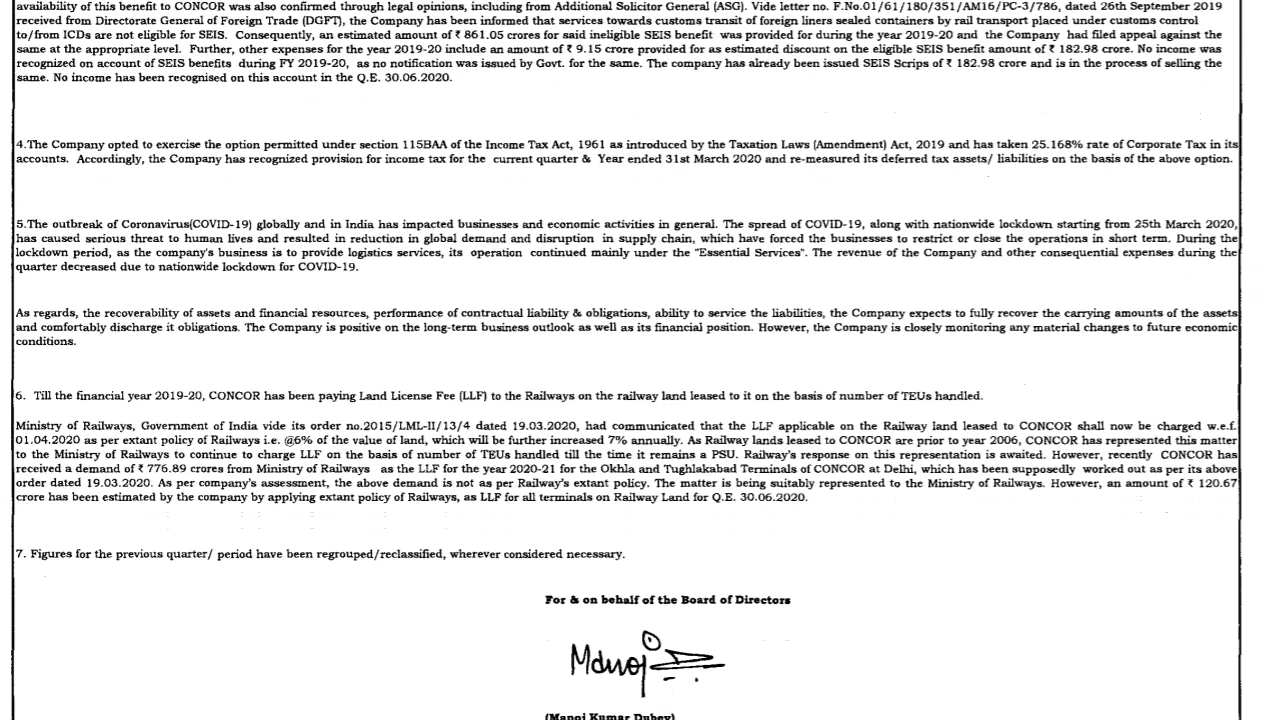 availability of this benefit to CONCOR was also confirmed through legal opinions, including from Additional Solicitor General (ASG). Vide letter no. F.No.01/61/180/351/AM16/PC-3/786, dated 26th September 2019
received from Directorate General of Foreign Trade (DGFT), the Company has been informed that services towards customs transit of foreign liners sealed containers by rail transport placed under customs control
to/from ICDs are not eligible for SEIS. Consequently, an estimated amount of ₹ 861.05 crores for said ineligible SEIS benefit was provided for during the year 2019-20 and the Company had filed appeal against the
same at the appropriate level. Further, other expenses for the year 2019-20 include an amount of ₹ 9.15 crore provided for as estimated discount on the eligible SEIS benefit amount of ₹ 182.98 crore. No income was
recognized on account of SEIS benefits during FY 2019-20, as no notification was issued by Govt. for the same. The company has already been issued SEIS Scrips of ₹ 182.98 crore and is in the process of selling the
same. No income has been recognised on this account in the Q.E. 30.06.2020.
4.The Company opted to exercise the option permitted under section 115BAA of the Income Tax Act, 1961 as introduced by the Taxation Laws (Amendment) Act, 2019 and has taken 25.168% rate of Corporate Tax in its
accounts. Accordingly, the Company has recognized provision for income tax for the current quarter & Year ended 31st March 2020 and re-measured its deferred tax assets/ liabilities on the basis of the above option.
5.The outbreak of Coronavirus(COVID-19) globally and in India has impacted businesses and economic activities in general. The spread of COVID-19, along with nationwide lockdown starting from 25th March 2020,
has caused serious threat to human lives and resulted in reduction in global demand and disruption in supply chain, which have forced the businesses to restrict or close the operations in short term. During the
lockdown period, as the company's business is to provide logistics services, its operation continued mainly under the "Essential Services". The revenue of the Company and other consequential expenses during the
quarter decreased due to nationwide lockdown for COVID-19.
As regards, the recoverability of assets and financial resources, performance of contractual liability & obligations, ability to service the liabilities, the Company expects to fully recover the carrying amounts of the assets
and comfortably discharge it obligations. The Company is positive on the long-term business outlook as well as its financial position. However, the Company is closely monitoring any material changes to future economic
conditions.
6. Till the financial year 2019-20, CONCOR has been paying Land License Fee (LLF) to the Railways on the railway land leased to it on the basis of number of TEUs handled.
Ministry of Railways, Government of India vide its order no.2015/LML-II/13/4 dated 19.03.2020, had communicated that the LLF applicable on the Railway land leased to CONCOR shall now be charged w.e.f.
01.04.2020 as per extant policy of Railways i.e. @6% of the value of land, which will be further increased 7% annually. As Railway lands leased to CONCOR are prior to year 2006, CONCOR has represented this matter
to the Ministry of Railways to continue to charge LLF on the basis of number of TEUs handled till the time it remains a PSU. Railway's response on this representation is awaited. However, recently CONCOR has
received a demand of ₹ 776.89 crores from Ministry of Railways as the LLF for the year 2020-21 for the Okhla and Tughlakabad Terminals of CONCOR at Delhi, which has been supposedly worked out as per its above
order dated 19.03.2020. As per company's assessment, the above demand is not as per Railway's extant policy. The matter is being suitably represented to the Ministry of Railways. However, an amount of ₹ 120.67
crore has been estimated by the company by applying extant policy of Railways, as LLF for all terminals on Railway Land for Q.E. 30.06.2020.
7. Figures for the previous quarter/ period have been regrouped/reclassified, wherever considered necessary.
For & on behalf of the Board of Directors
Manoj
(Manoj Kumar Dubey)